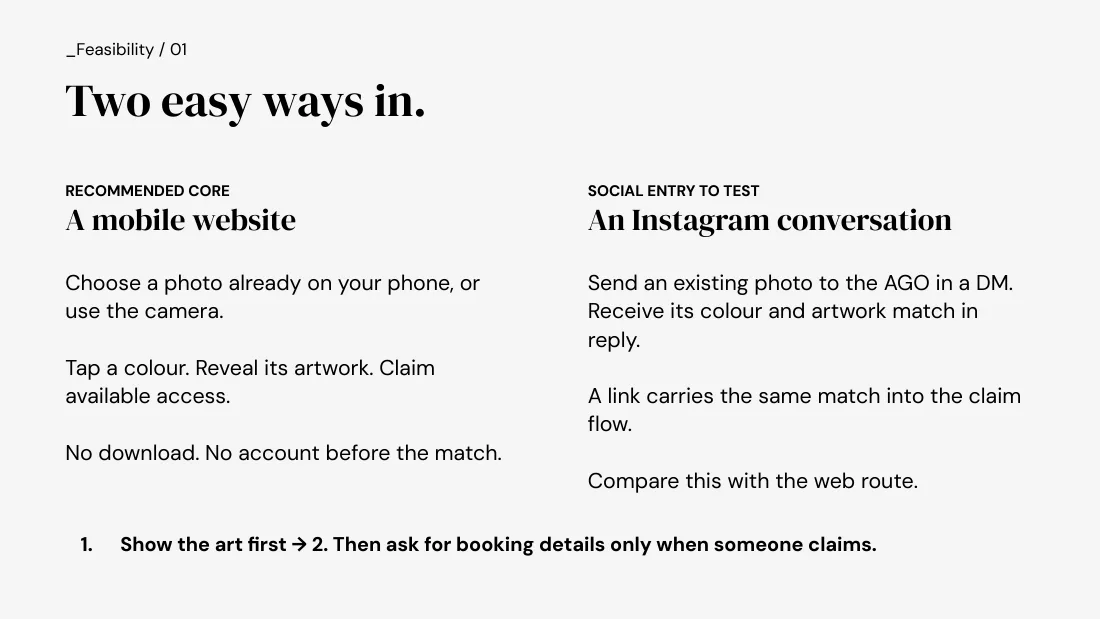 _Feasibility / 01
Two easy ways in.
RECOMMENDED CORE
A mobile website
Choose a photo already on your phone, or
use the camera.
Tap a colour. Reveal its artwork. Claim
available access.
No download. No account before the match.
SOCIAL ENTRY TO TEST
An Instagram conversation
Send an existing photo to the AGO in a DM.
Receive its colour and artwork match in
reply.
A link carries the same match into the claim
flow.
Compare this with the web route.
1. Show the art first → 2. Then ask for booking details only when someone claims.